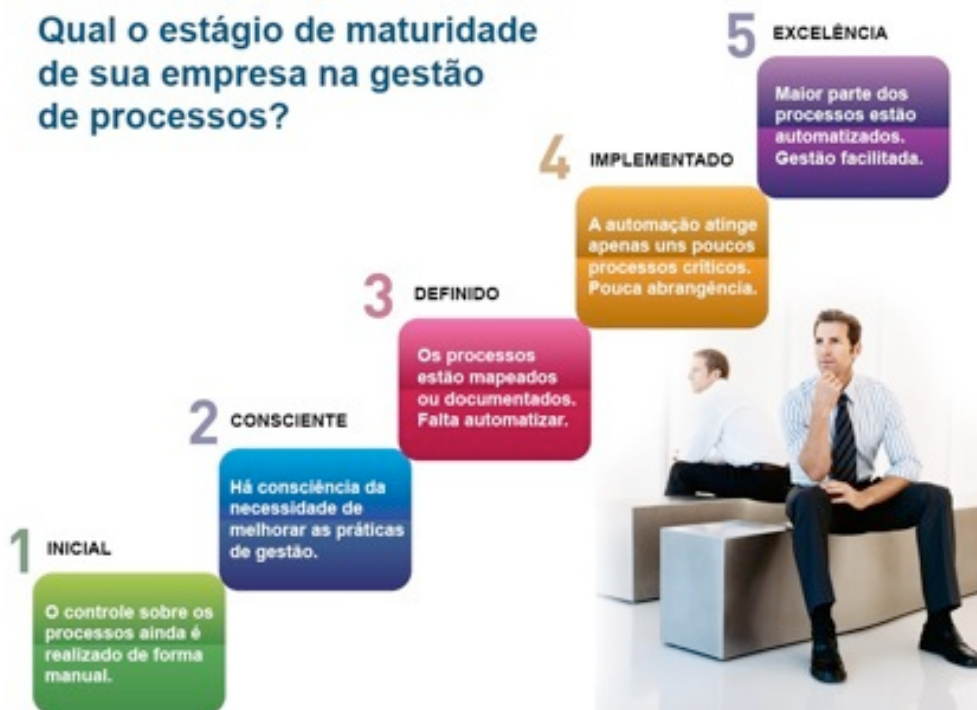 Qual o estágio de maturidade
de sua empresa na gestão
de processos?
5 EXCELÊNCIA
Maior parte dos
processos estão
automatizados.
Gestão facilitada.
4 IMPLEMENTADO
A automação atinge
apenas uns poucos
processos críticos.
Pouca abrangência.
3 DEFINIDO
Os processos
estão mapeados
ou documentados.
Falta automatizar.
2 CONSCIENTE
Há consciência da
necessidade de
melhorar as práticas
de gestão.
1 INICIAL
O controle sobre os
processos ainda é
realizado de forma
manual.